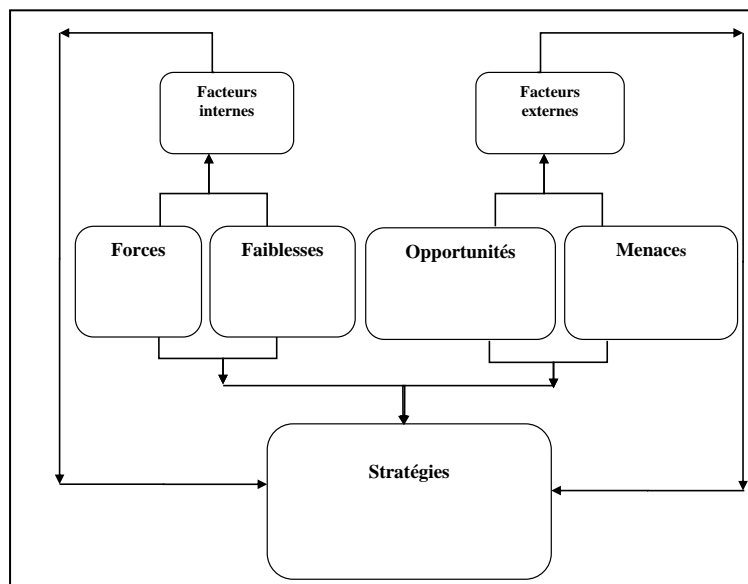 Facteurs
internes
Facteurs
externes
Forces
Faiblesses
Opportunités
Menaces
Stratégies